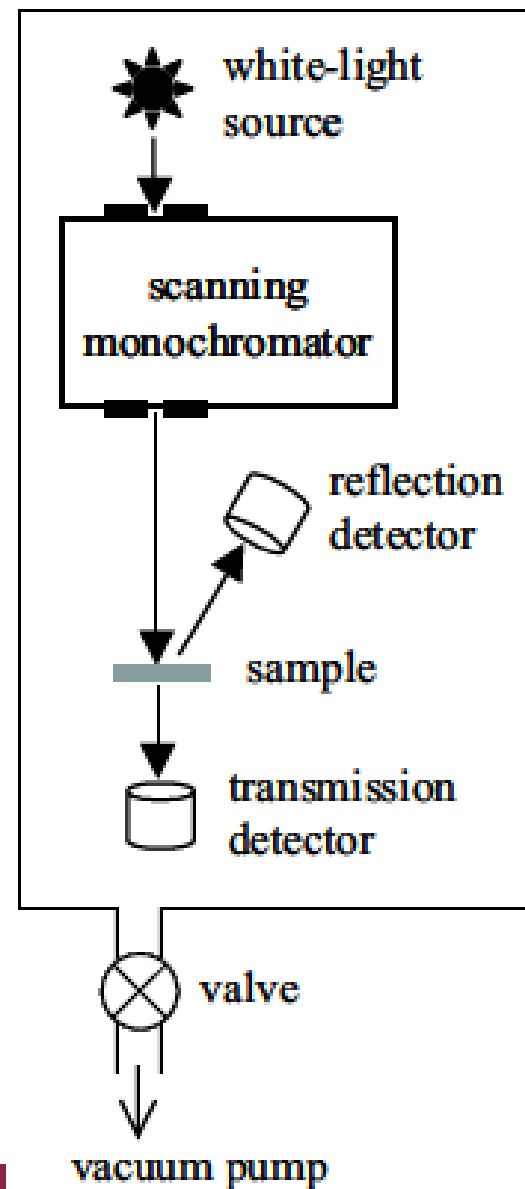 white-light
source
scanning
monochromator
reflection
detector
sample
transmission
detector
valve
vacuum pump